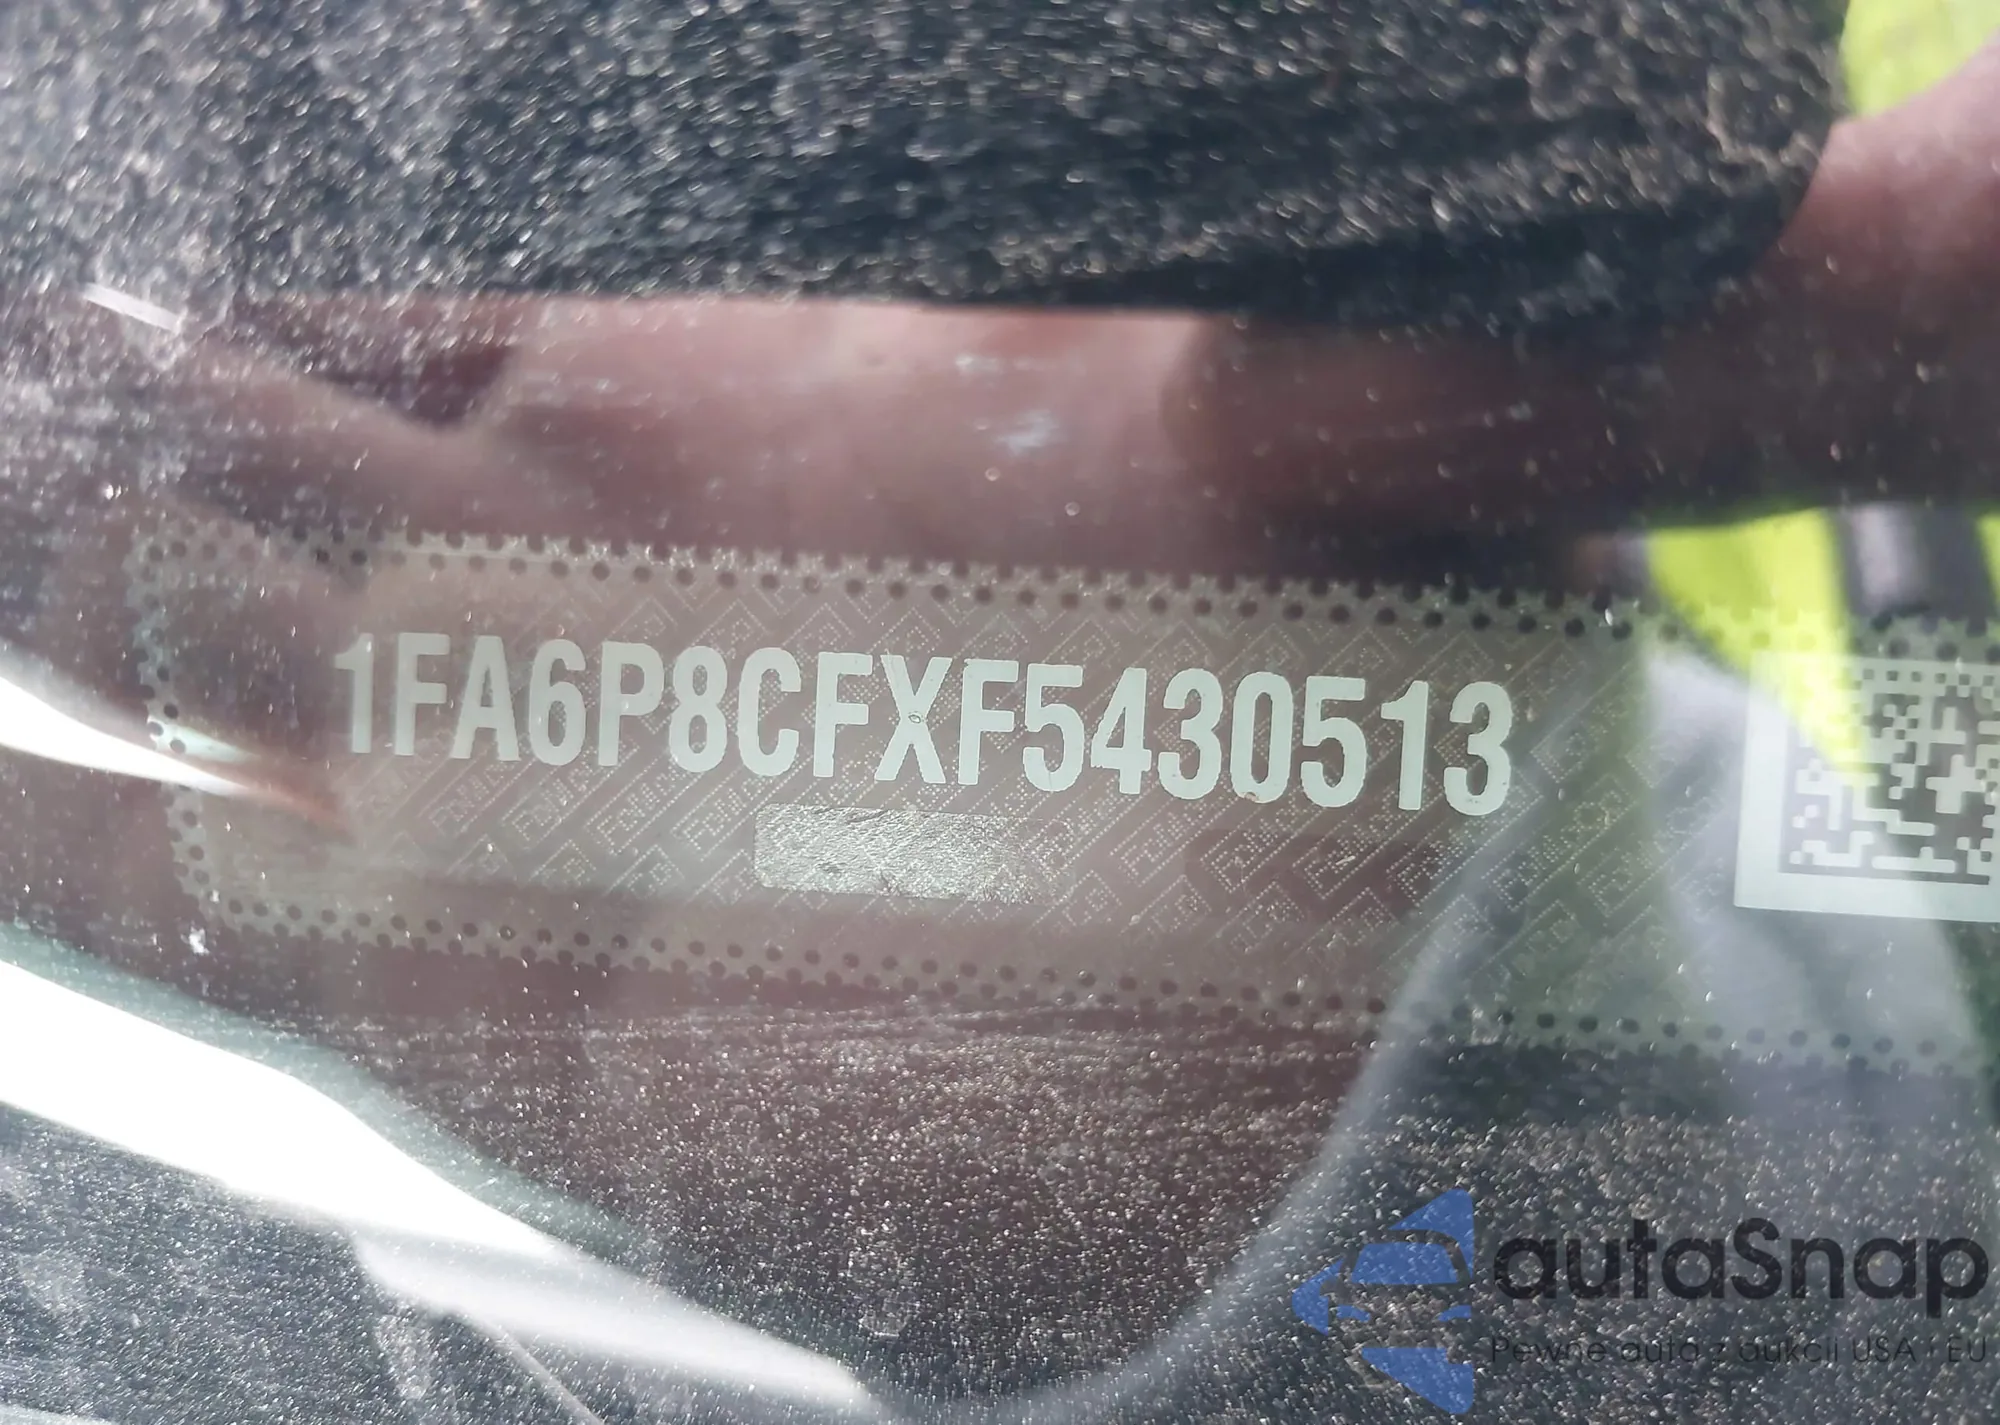 1FA6P8CFXF5430513
autaSnap
Pewne auta z aukcji USA i EU